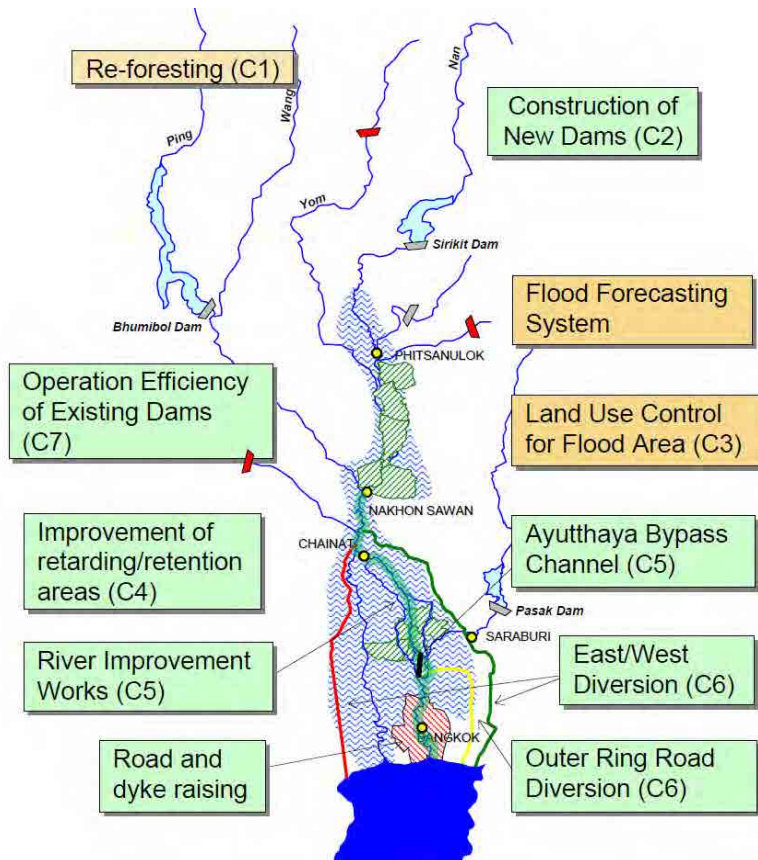 Re-foresting (C1)
Ping
Wang
Nan
Construction of
New Dams (C2)
Yom
Sirikit Dam
Bhumibol Dam
Flood Forecasting
System
PHITSANULOK
Operation Efficiency
of Existing Dams
(C7)
Land Use Control
for Flood Area (C3)
NAKHON SAWAN
Improvement of
retarding/retention
areas (C4)
CHAINAT
Ayutthaya Bypass
Channel (C5)
Pasak Dam
SARABURI
River Improvement
Works (C5)
East/West
Diversion (C6)
BANGKOK
Road and
dyke raising
Outer Ring Road
Diversion (C6)